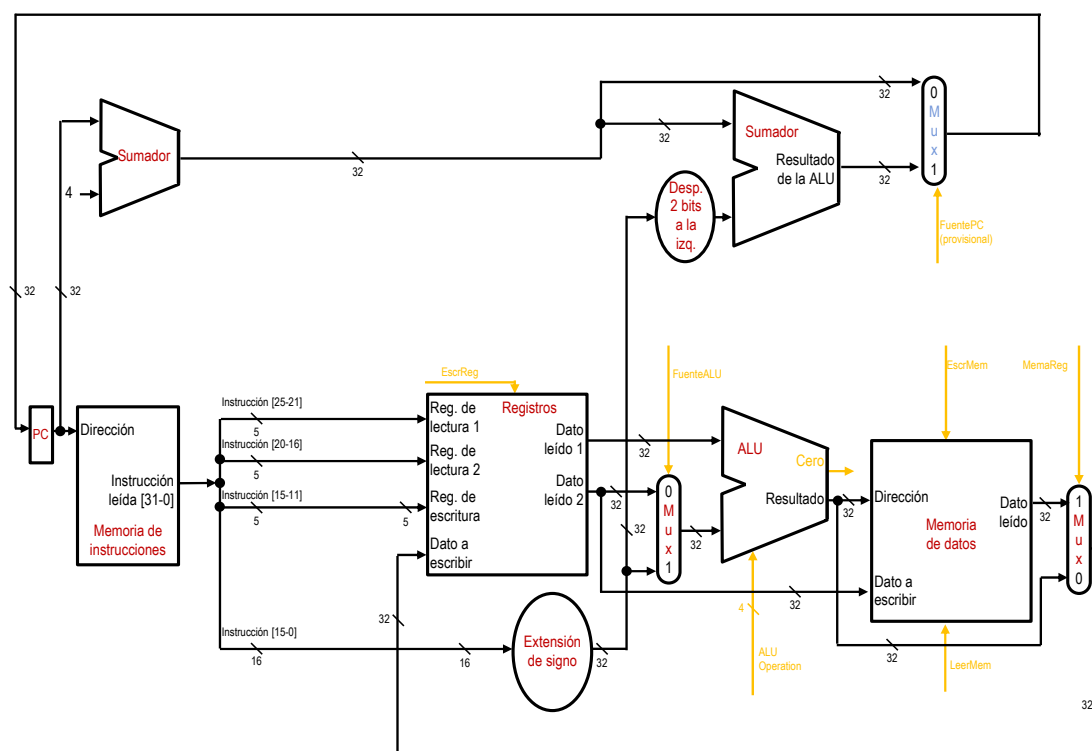 32
32
Sumador
4
32
32
32
Sumador
Resultado
de la ALU
32
0
M
u
x
1
Desp.
2 bits
a la
izq.
FuentePC
(provisional)
32
32
PC
Dirección
Instrucción
leída [31-0]
Memoria de
instrucciones
Instrucción [25-21]
5
Instrucción [20-16]
5
Instrucción [15-11]
5
5
Instrucción [15-0]
16
16
EscrReg
Reg. de
lectura 1
Registros
Reg. de
lectura 2
Reg. de
escritura
Dato a
escribir
Dato
leído 1
Dato
leído 2
32
32
32
32
Extensión
de signo
32
FuenteALU
0
M
u
x
1
32
ALU
Cero
Resultado
32
4
ALU
Operation
32
EscrMem
Dirección
Dato
leído
Memoria
de datos
Dato a
escribir
32
LeerMem
32
MemaReg
1
M
u
x
0
32